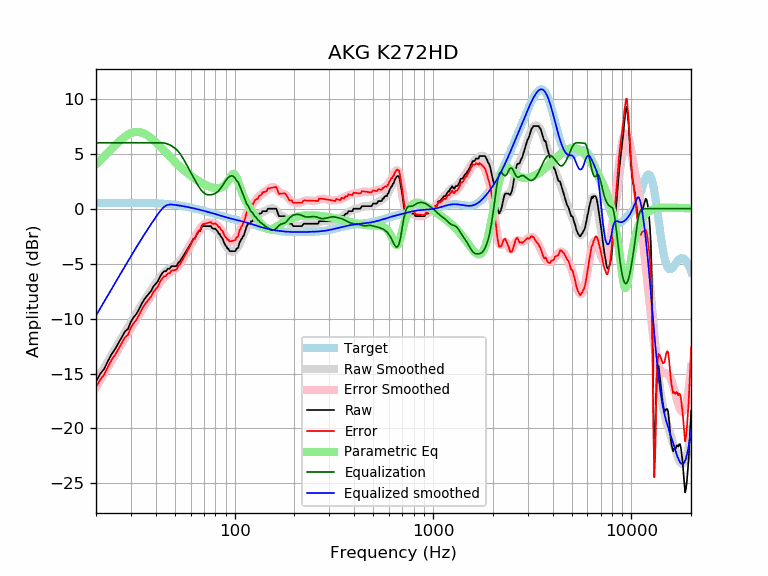 AKG K272HD
Amplitude (dBr)
10
5
0
−5
−10
−15
−20
−25
Target
Raw Smoothed
Error Smoothed
Raw
Error
Parametric Eq
Equalization
Equalized smoothed
100 1000 10000
Frequency (Hz)